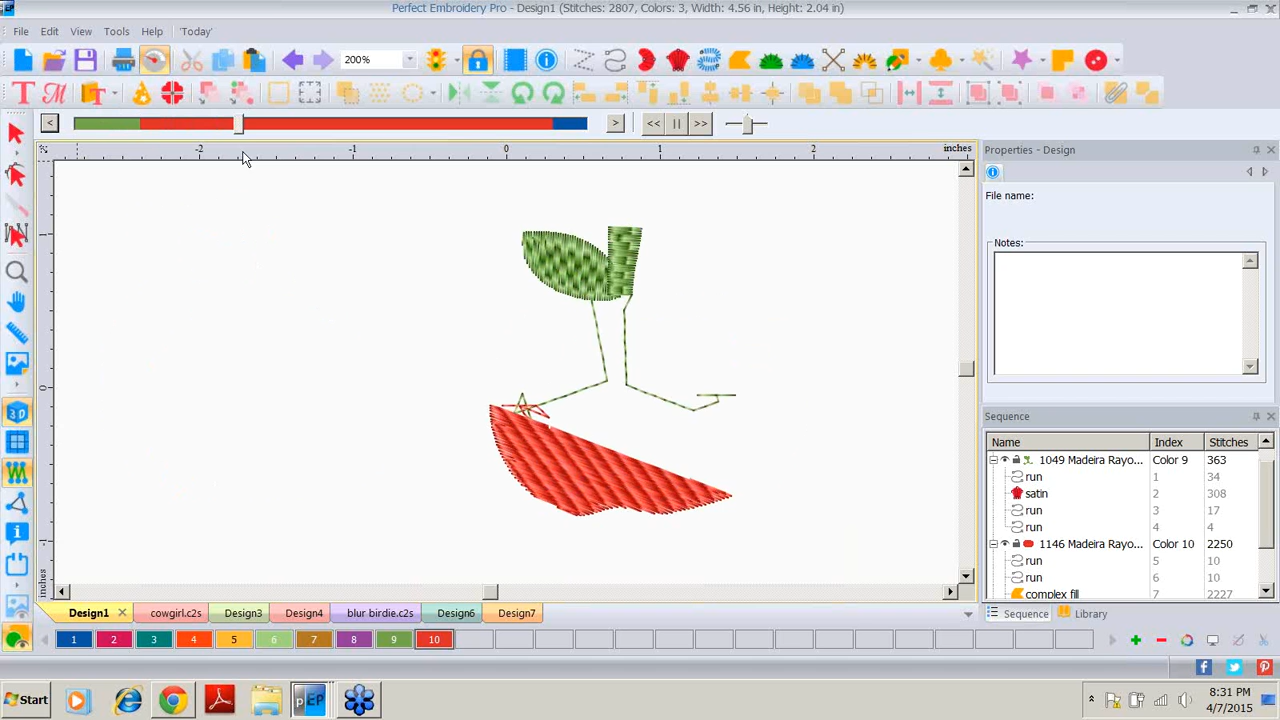 Perfect Embroidery Pro - Design1 (Stitches: 2807, Colors: 3, Width: 4.56 in, Height: 2.04 in)
File Edit View Tools Help 'Today'
200%
< > << >>
-2 -1 0 1 2 inches
1
0
-1
inches
Properties - Design
File name:
Notes:
Sequence
Name Index Stitches
1049 Madeira Rayo... Color 9 363
run 1 34
satin 2 308
run 3 17
run 4 4
1146 Madeira Rayo... Color 10 2250
run 5 10
run 6 10
complex fill 7 2227
Design1 cowgirl.c2s Design3 Design4 blur birdie.c2s Design6 Design7
Sequence Library
1 2 3 4 5 6 7 8 9 10
Start
8:31 PM
4/7/2015